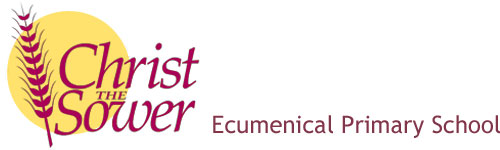 Christ
THE
Sower
Ecumenical Primary School